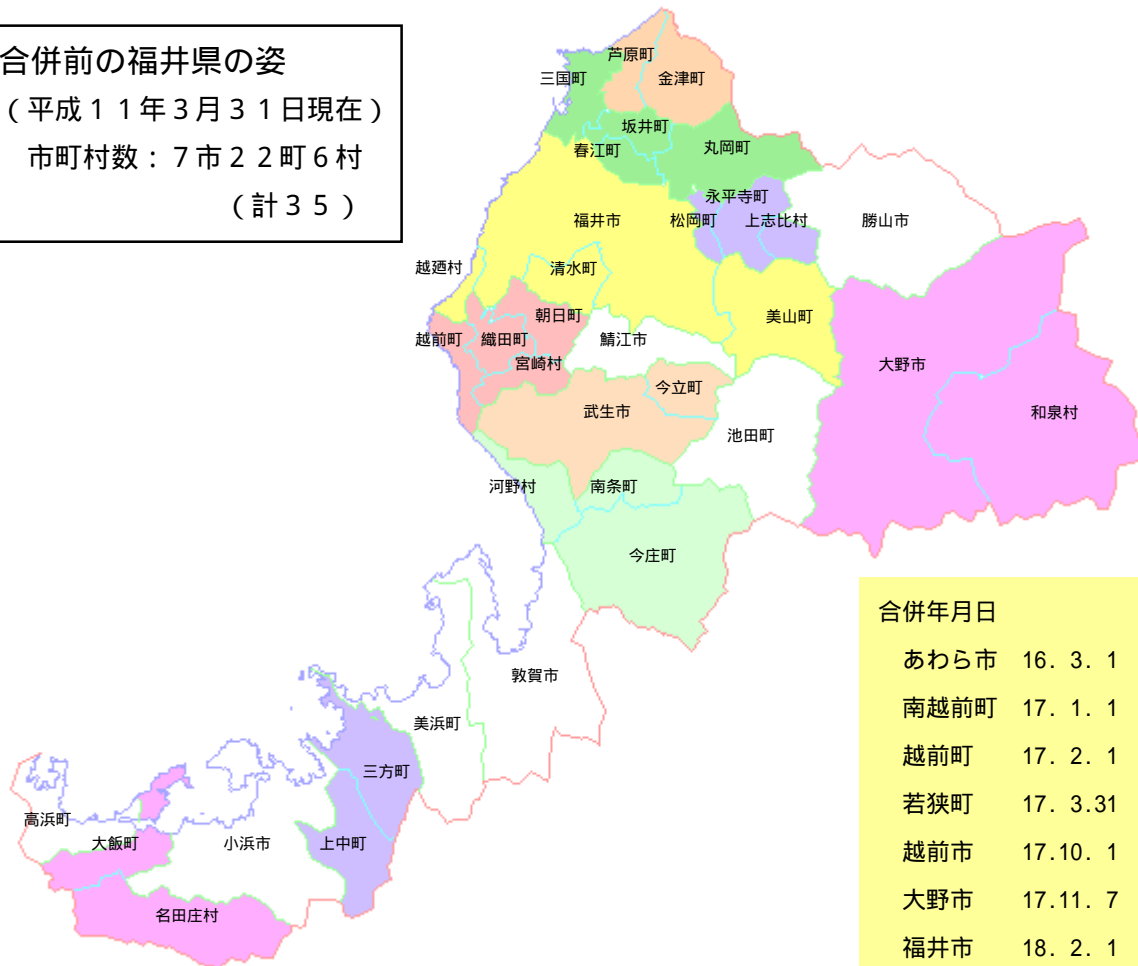 合併前の福井県の姿
（平成１１年３月３１日現在）
市町村数：７市２２町６村
（計３５）
芦原町
三国町
金津町
坂井町
春江町
丸岡町
永平寺町
福井市
松岡町
上志比村
勝山市
越廼村
清水町
朝日町
美山町
越前町
織田町
鯖江市
宮崎村
大野市
今立町
武生市
和泉村
池田町
河野村
南条町
今庄町
敦賀市
美浜町
三方町
高浜町
大飯町
小浜市
上中町
名田庄村
合併年月日
あわら市 16. 3. 1
南越前町 17. 1. 1
越前町 17. 2. 1
若狭町 17. 3.31
越前市 17.10. 1
大野市 17.11. 7
福井市 18. 2. 1